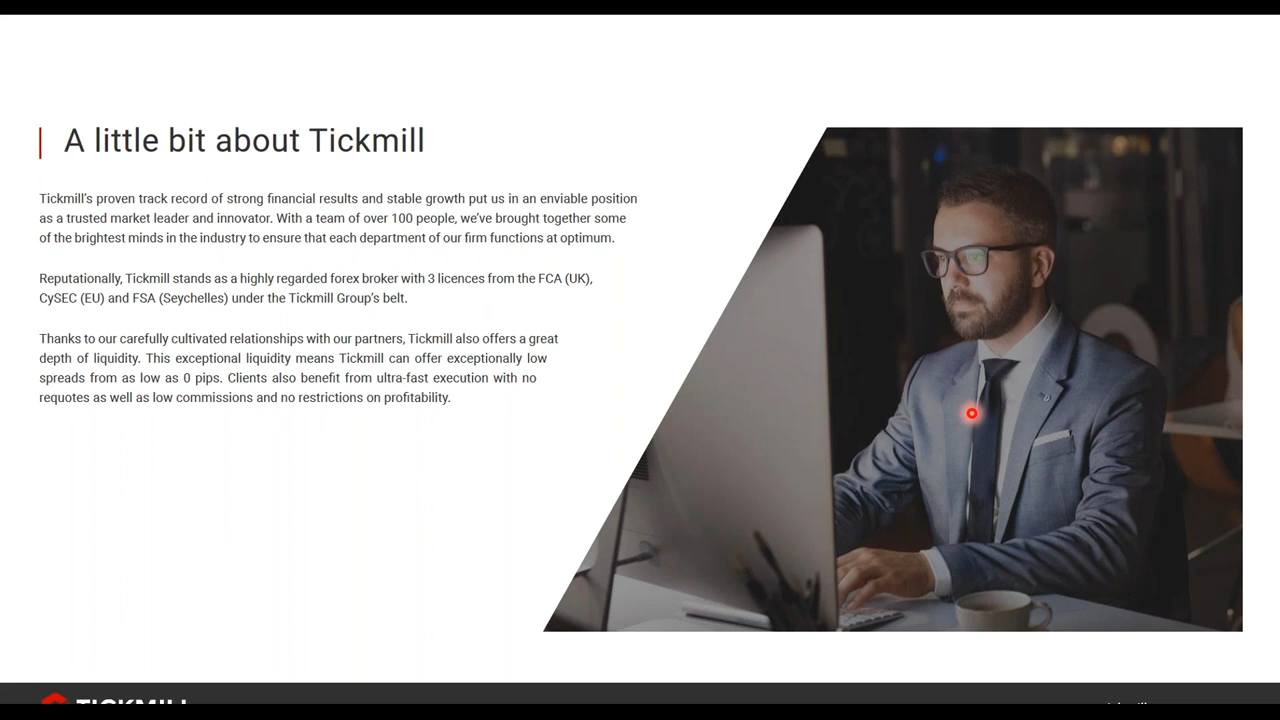 A little bit about Tickmill
Tickmill's proven track record of strong financial results and stable growth put us in an enviable position
as a trusted market leader and innovator. With a team of over 100 people, we've brought together some
of the brightest minds in the industry to ensure that each department of our firm functions at optimum.
Reputationally, Tickmill stands as a highly regarded forex broker with 3 licences from the FCA (UK),
CySEC (EU) and FSA (Seychelles) under the Tickmill Group's belt.
Thanks to our carefully cultivated relationships with our partners, Tickmill also offers a great
depth of liquidity. This exceptional liquidity means Tickmill can offer exceptionally low
spreads from as low as 0 pips. Clients also benefit from ultra-fast execution with no
requotes as well as low commissions and no restrictions on profitability.
TICKMILL